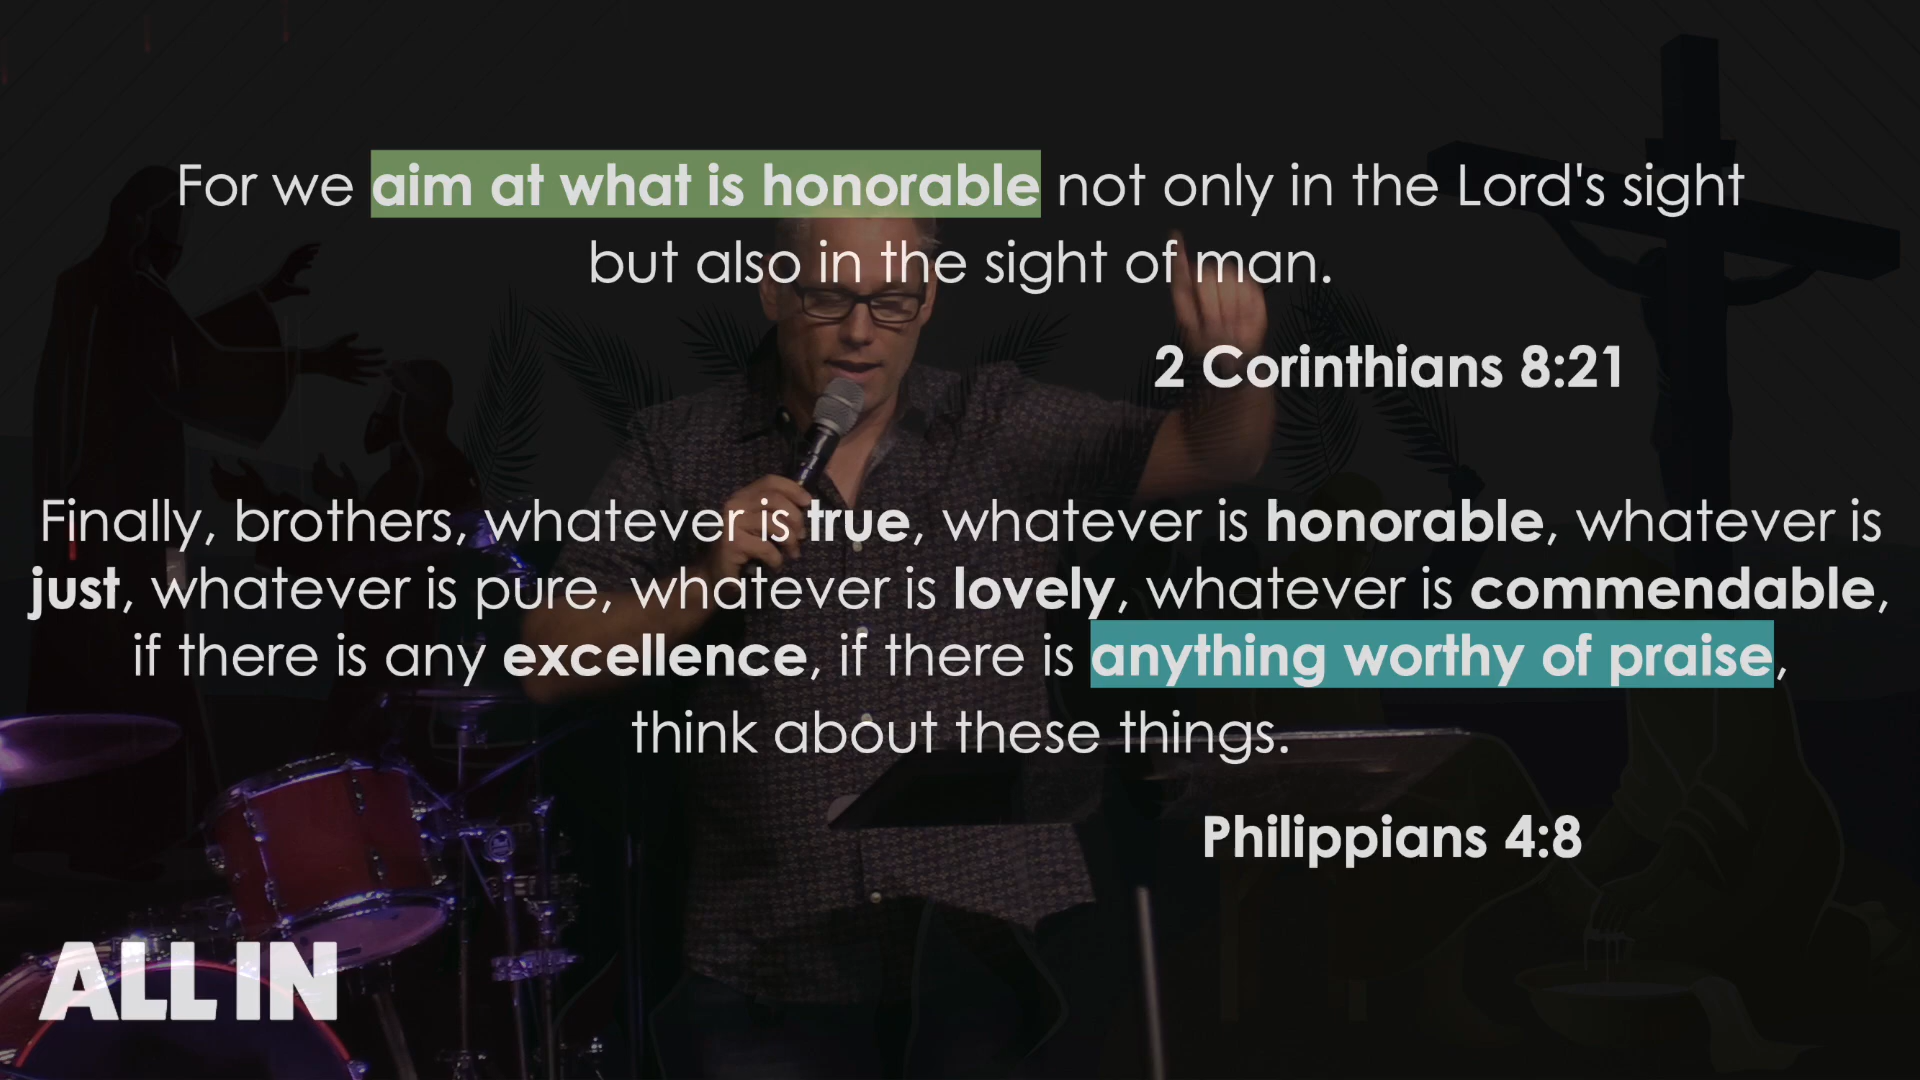 For we aim at what is honorable not only in the Lord's sight
but also in the sight of man.
2 Corinthians 8:21
Finally, brothers, whatever is true, whatever is honorable, whatever is
just, whatever is pure, whatever is lovely, whatever is commendable,
if there is any excellence, if there is anything worthy of praise,
think about these things.
Philippians 4:8
ALL IN